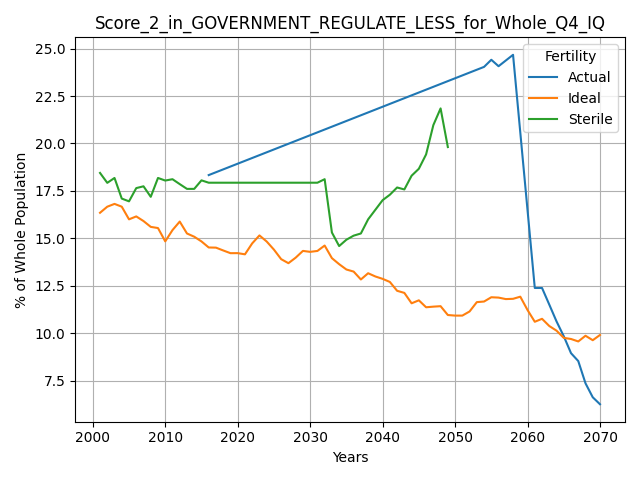 Score_2_in_GOVERNMENT_REGULATE_LESS_for_Whole_Q4_IQ
Fertility
Actual
Ideal
Sterile
% of Whole Population
25.0
22.5
20.0
17.5
15.0
12.5
10.0
7.5
2000 2010 2020 2030 2040 2050 2060 2070
Years